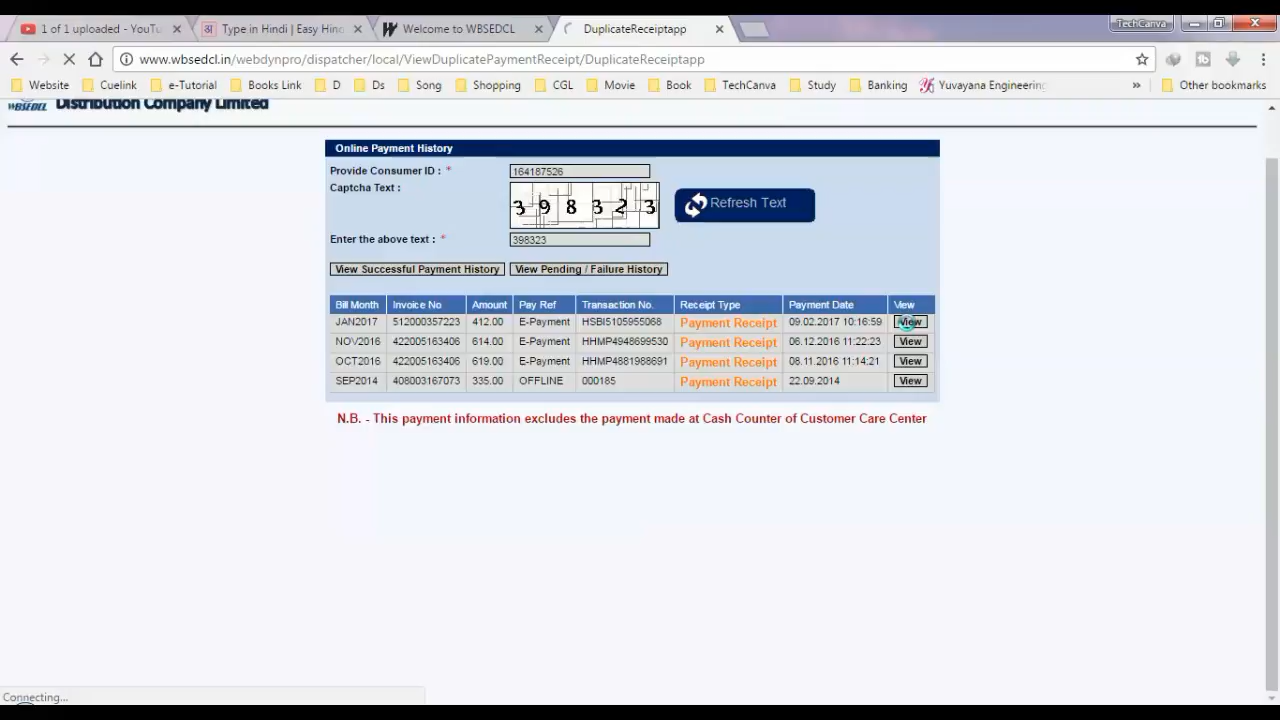 TechCanva
1 of 1 uploaded - YouTu
Type in Hindi | Easy Hin
Welcome to WBSEDCL
DuplicateReceiptapp
www.wbsedcl.in/webdynpro/dispatcher/local/ViewDuplicatePaymentReceipt/DuplicateReceiptapp
Website Cuelink e-Tutorial Books Link D Ds Song Shopping CGL Movie Book TechCanva Study Banking Yuvayana Engineering » Other bookmarks
WBSEDCL Distribution Company Limited
Online Payment History
Provide Consumer ID : * 164187526
Captcha Text :
3 9 8 3 2 3
Refresh Text
Enter the above text : * 398323
View Successful Payment History View Pending / Failure History
Bill Month Invoice No Amount Pay Ref Transaction No. Receipt Type Payment Date View
JAN2017 512000357223 412.00 E-Payment HSBI5105955068 Payment Receipt 09.02.2017 10:16:59 View
NOV2016 422005163406 614.00 E-Payment HHMP4948699530 Payment Receipt 06.12.2016 11:22:23 View
OCT2016 422005163406 619.00 E-Payment HHMP4881988691 Payment Receipt 08.11.2016 11:14:21 View
SEP2014 408003167073 335.00 OFFLINE 000185 Payment Receipt 22.09.2014 View
N.B. - This payment information excludes the payment made at Cash Counter of Customer Care Center
Connecting...